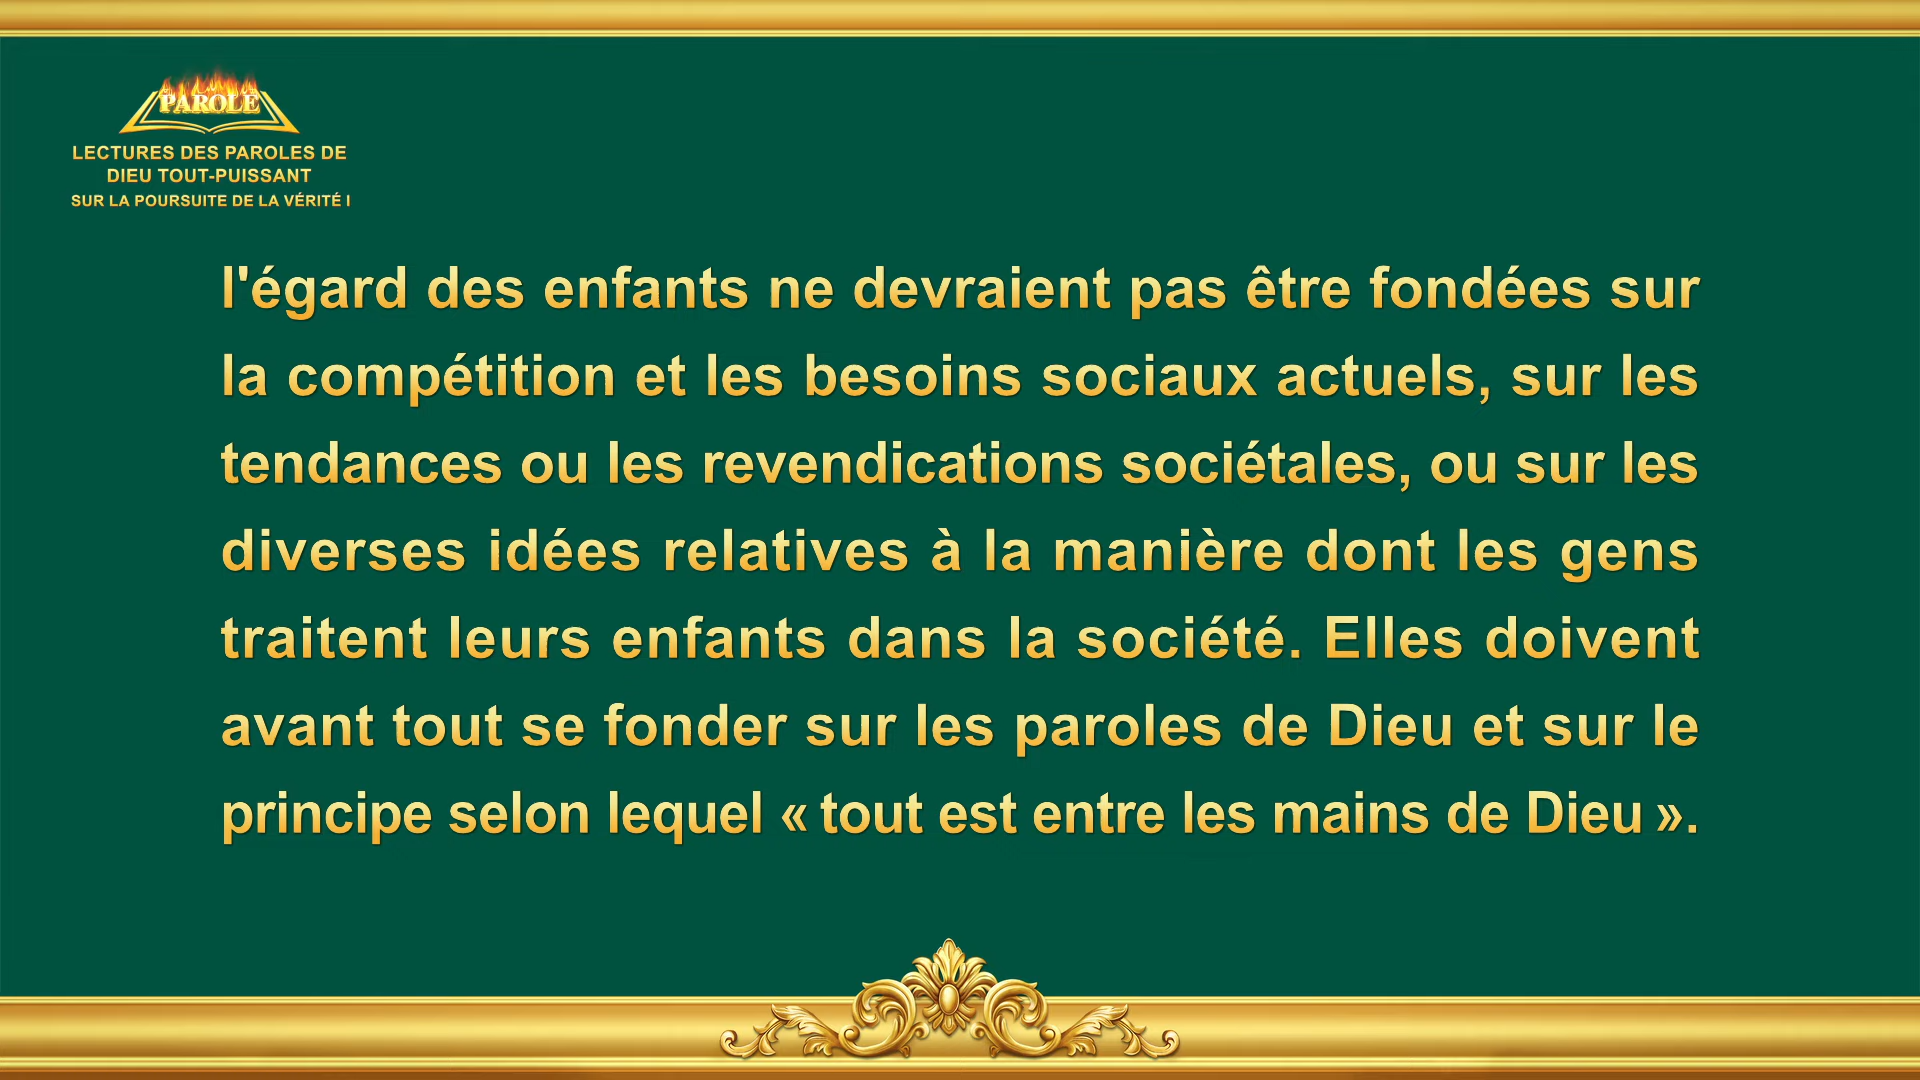 PAROLE
LECTURES DES PAROLES DE
DIEU TOUT-PUISSANT
SUR LA POURSUITE DE LA VÉRITÉ I
l'égard des enfants ne devraient pas être fondées sur
la compétition et les besoins sociaux actuels, sur les
tendances ou les revendications sociétales, ou sur les
diverses idées relatives à la manière dont les gens
traitent leurs enfants dans la société. Elles doivent
avant tout se fonder sur les paroles de Dieu et sur le
principe selon lequel « tout est entre les mains de Dieu ».